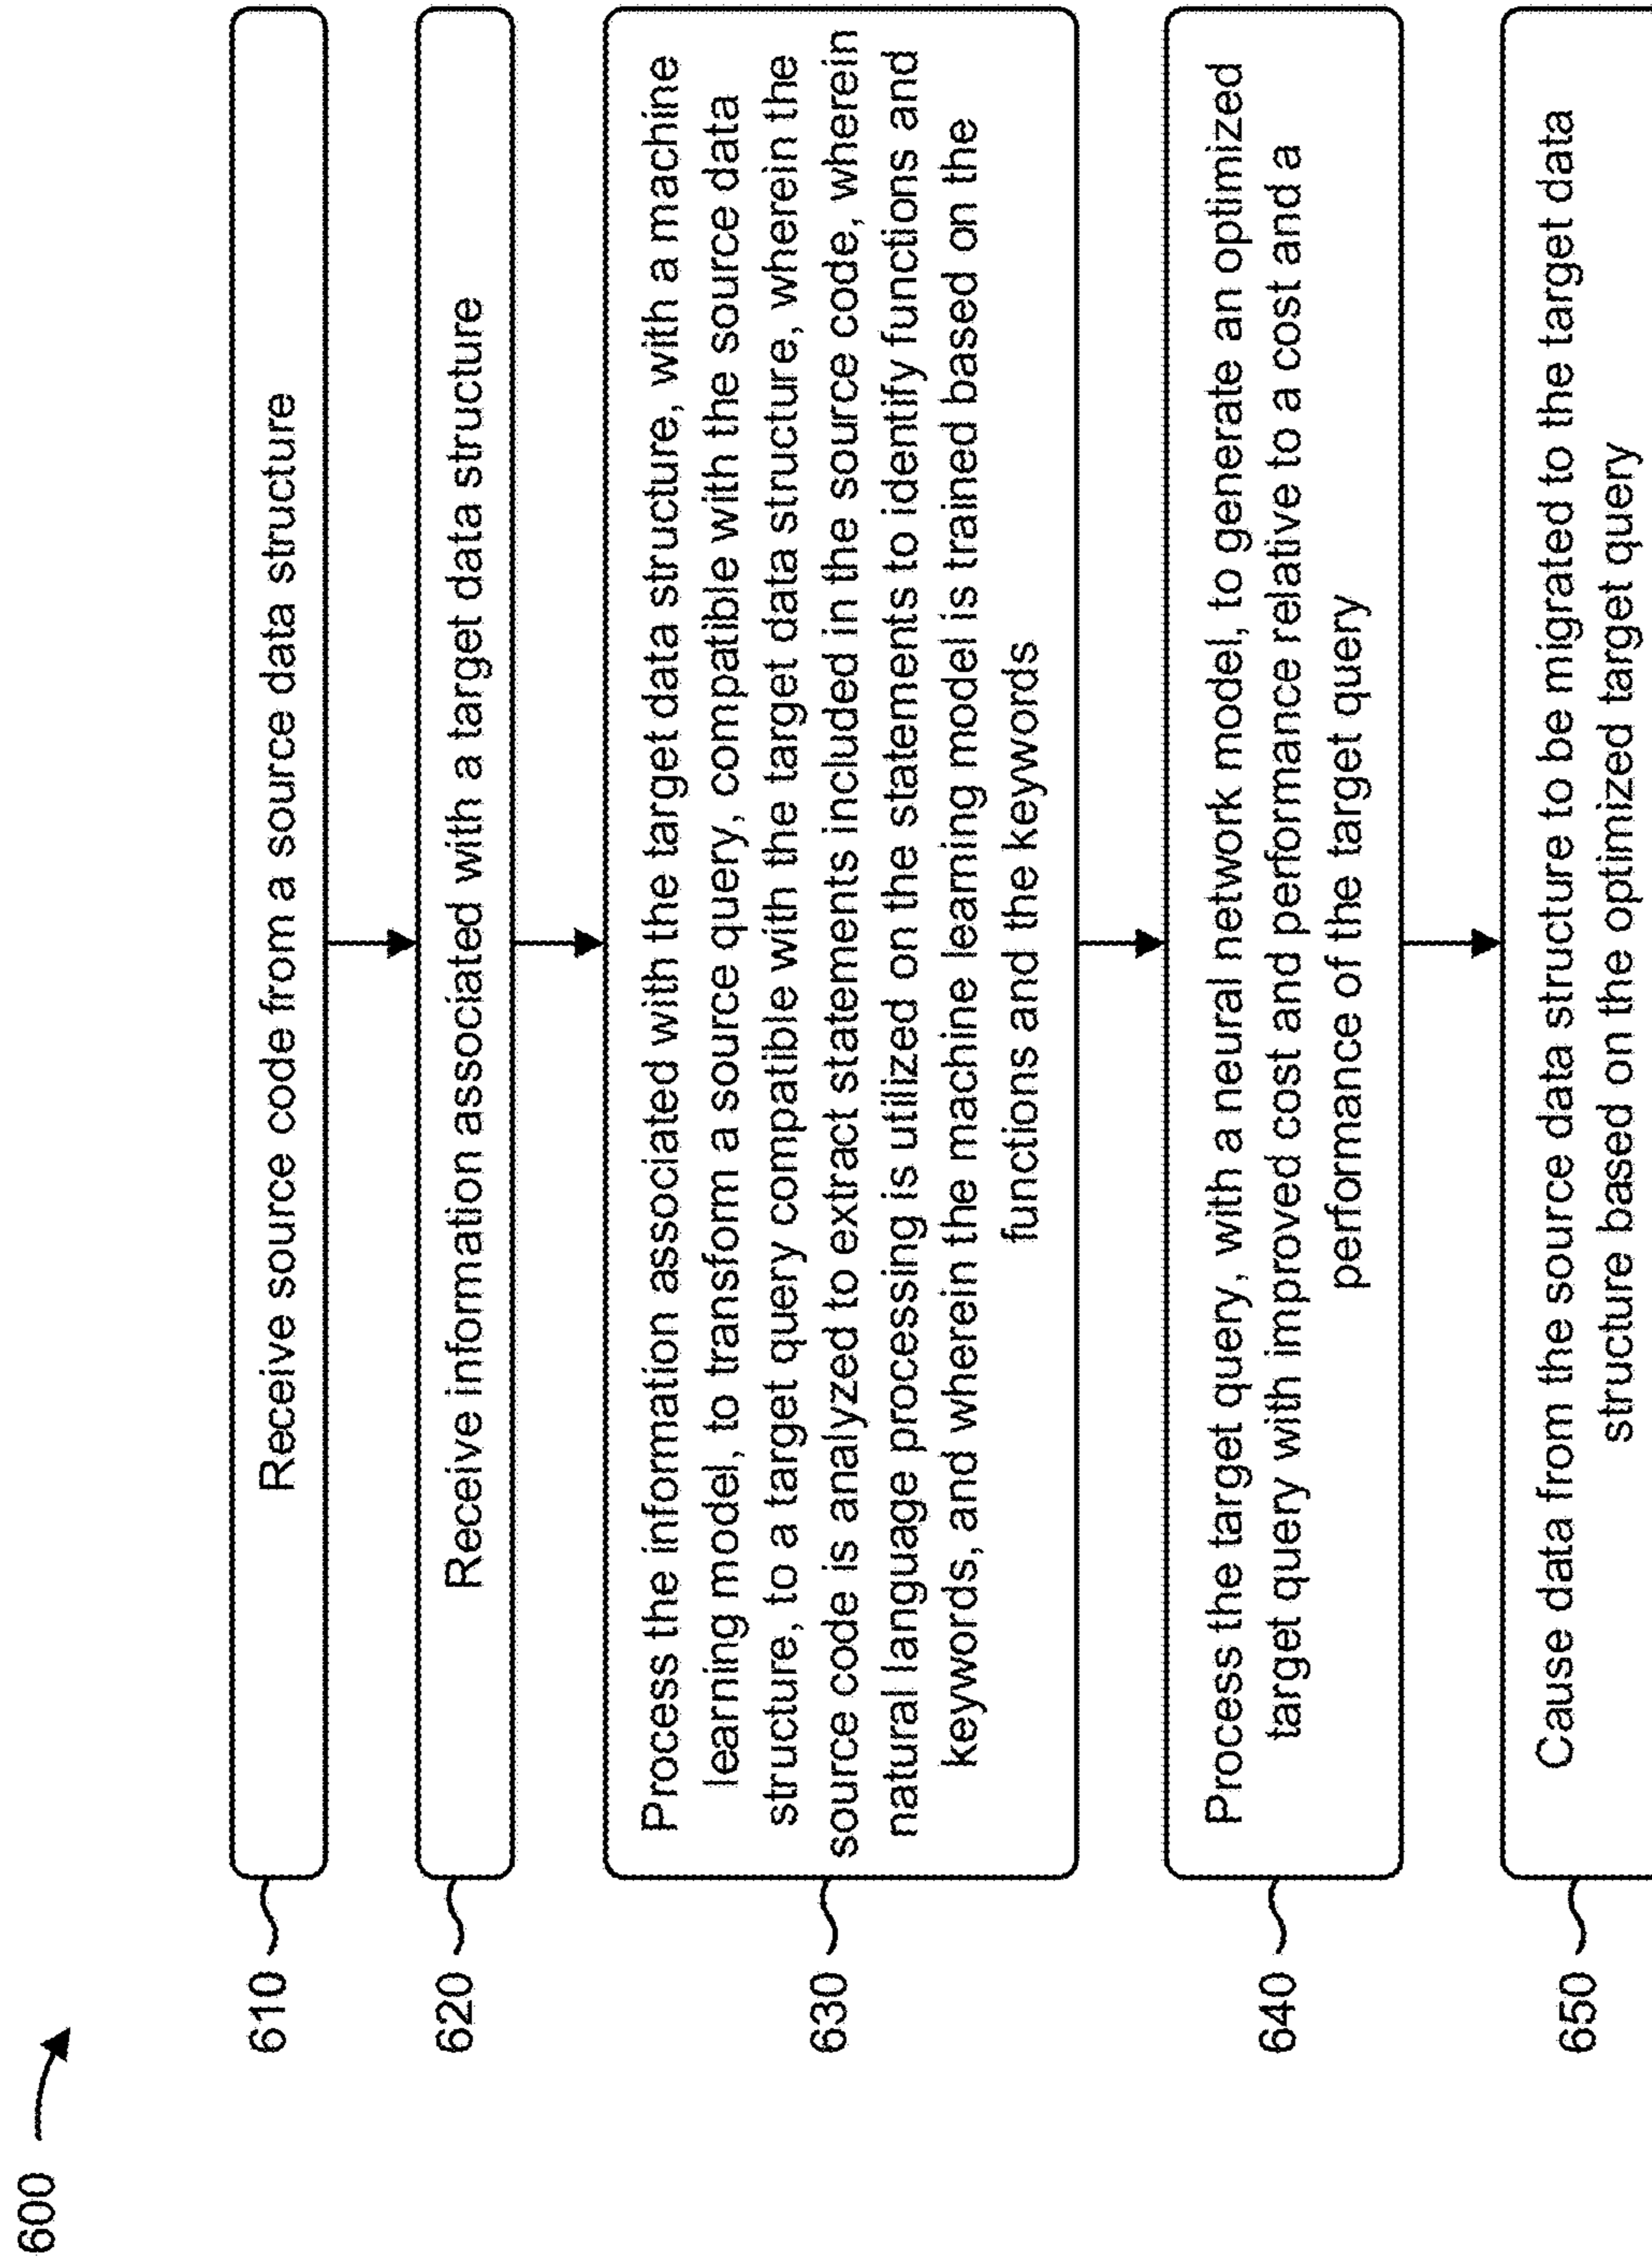 600
610
Receive source code from a source data structure
620
Receive information associated with a target data structure
630
Process the information associated with the target data structure, with a machine
learning model, to transform a source query, compatible with the source data
structure, to a target query compatible with the target data structure, wherein the
source code is analyzed to extract statements included in the source code, wherein
natural language processing is utilized on the statements to identify functions and
keywords, and wherein the machine learning model is trained based on the
functions and the keywords
640
Process the target query, with a neural network model, to generate an optimized
target query with improved cost and performance relative to a cost and a
performance of the target query
650
Cause data from the source data structure to be migrated to the target data
structure based on the optimized target query